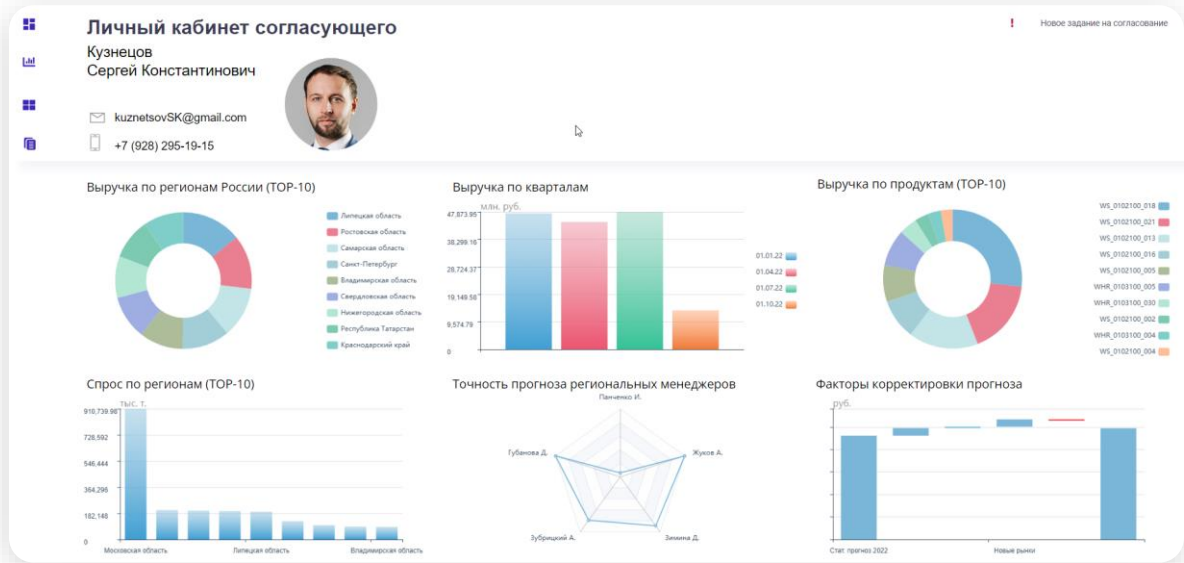 Личный кабинет согласующего
! Новое задание на согласование
Кузнецов
Сергей Константинович
kuznetsovSK@gmail.com
+7 (928) 295-19-15
Выручка по регионам России (TOP-10)
Липецкая область
Ростовская область
Самарская область
Санкт-Петербург
Владимирская область
Свердловская область
Нижегородская область
Республика Татарстан
Краснодарский край
Выручка по кварталам
млн. руб.
47,873.95
38,299.16
28,724.37
19,149.58
9,574.79
0
01.01.22
01.04.22
01.07.22
01.10.22
Выручка по продуктам (TOP-10)
WS_0102100_018
WS_0102100_021
WS_0102100_013
WS_0102100_016
WS_0102100_005
WHR_0103100_005
WHR_0103100_030
WS_0102100_002
WHR_0103100_004
WS_0102100_004
Спрос по регионам (TOP-10)
тыс. т.
910,739.98
728,592
546,444
364,296
182,148
0
Московская область
Липецкая область
Владимирская область
Точность прогноза региональных менеджеров
Панченко И.
Губанова Д.
Жуков А.
Зубрицкий А.
Зимина Д.
Факторы корректировки прогноза
руб.
Стат. прогноз 2022
Новые рынки